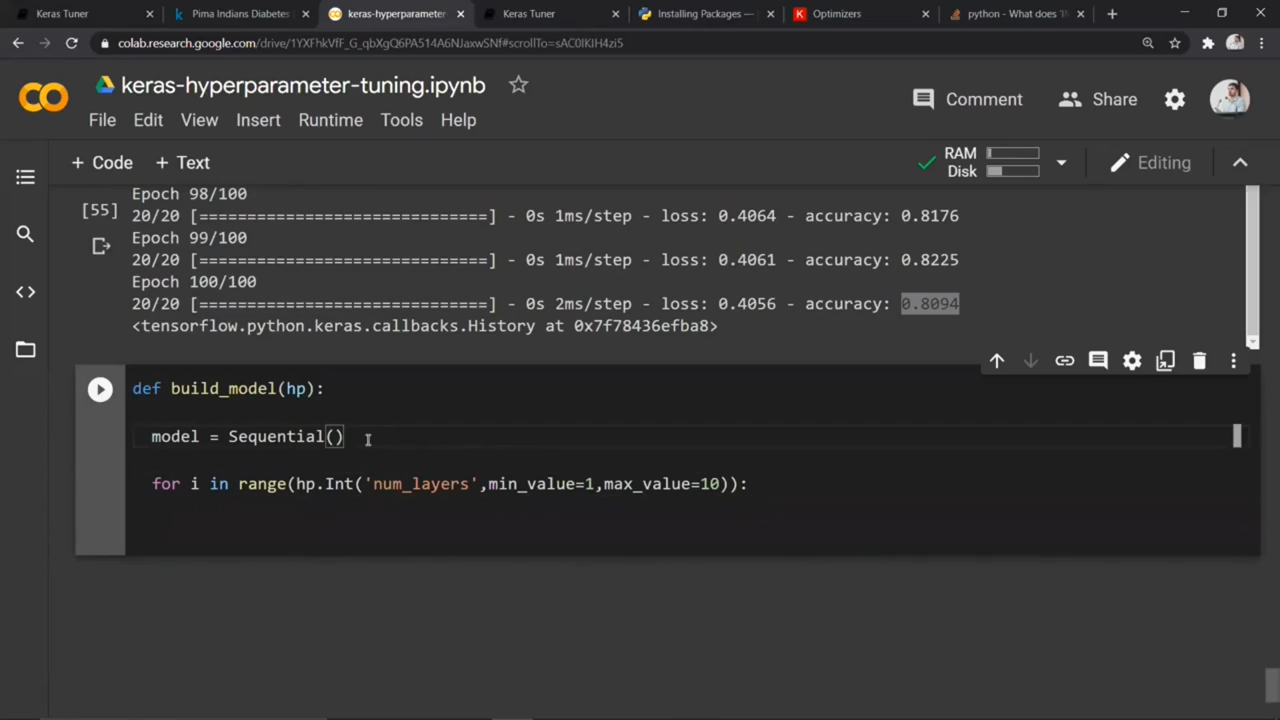 Keras Tuner
Pima Indians Diabetes
keras-hyperparameter
Keras Tuner
Installing Packages —
Optimizers
python - What does '!
colab.research.google.com/drive/1YXFhkVfF_G_qbXgQ6PA514A6NJaxwSNf#scrollTo=sAC0IKIH4zi5
keras-hyperparameter-tuning.ipynb
Comment
Share
File Edit View Insert Runtime Tools Help
+ Code + Text
RAM
Disk
Editing
Epoch 98/100
[55]
20/20 [==============================] - 0s 1ms/step - loss: 0.4064 - accuracy: 0.8176
Epoch 99/100
20/20 [==============================] - 0s 1ms/step - loss: 0.4061 - accuracy: 0.8225
Epoch 100/100
20/20 [==============================] - 0s 2ms/step - loss: 0.4056 - accuracy: 0.8094
<tensorflow.python.keras.callbacks.History at 0x7f78436efba8>
def build_model(hp):
model = Sequential()
for i in range(hp.Int('num_layers',min_value=1,max_value=10)):